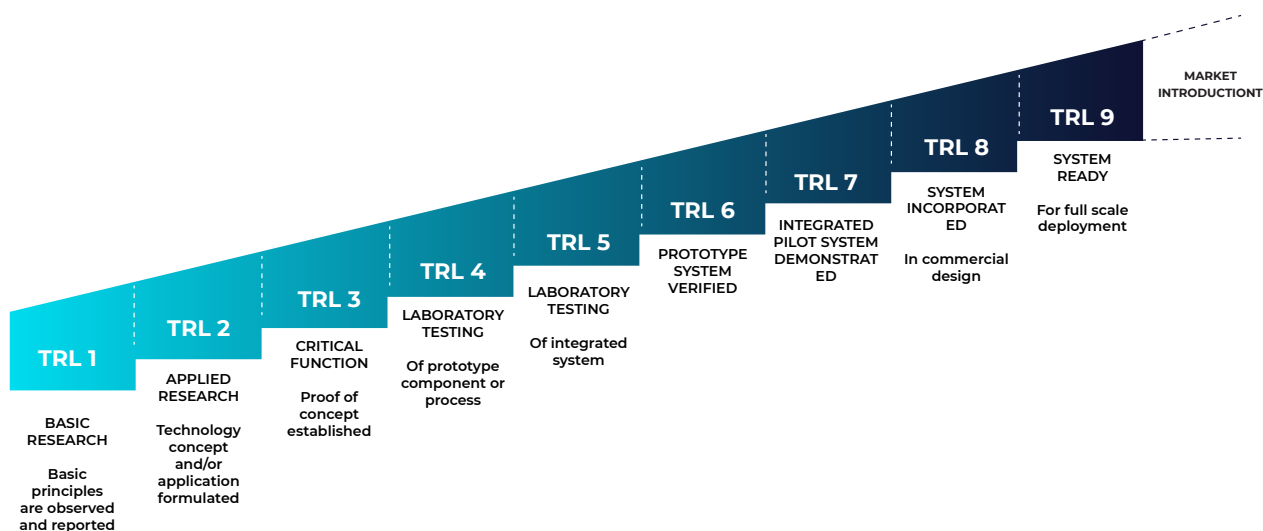 TRL 1
BASIC
RESEARCH
Basic
principles
are observed
and reported
TRL 2
APPLIED
RESEARCH
Technology
concept
and/or
application
formulated
TRL 3
CRITICAL
FUNCTION
Proof of
concept
established
TRL 4
LABORATORY
TESTING
Of prototype
component or
process
TRL 5
LABORATORY
TESTING
Of integrated
system
TRL 6
PROTOTYPE
SYSTEM
VERIFIED
TRL 7
INTEGRATED
PILOT SYSTEM
DEMONSTRAT
ED
TRL 8
SYSTEM
INCORPORAT
ED
In commercial
design
TRL 9
SYSTEM
READY
For full scale
deployment
MARKET
INTRODUCTIONT